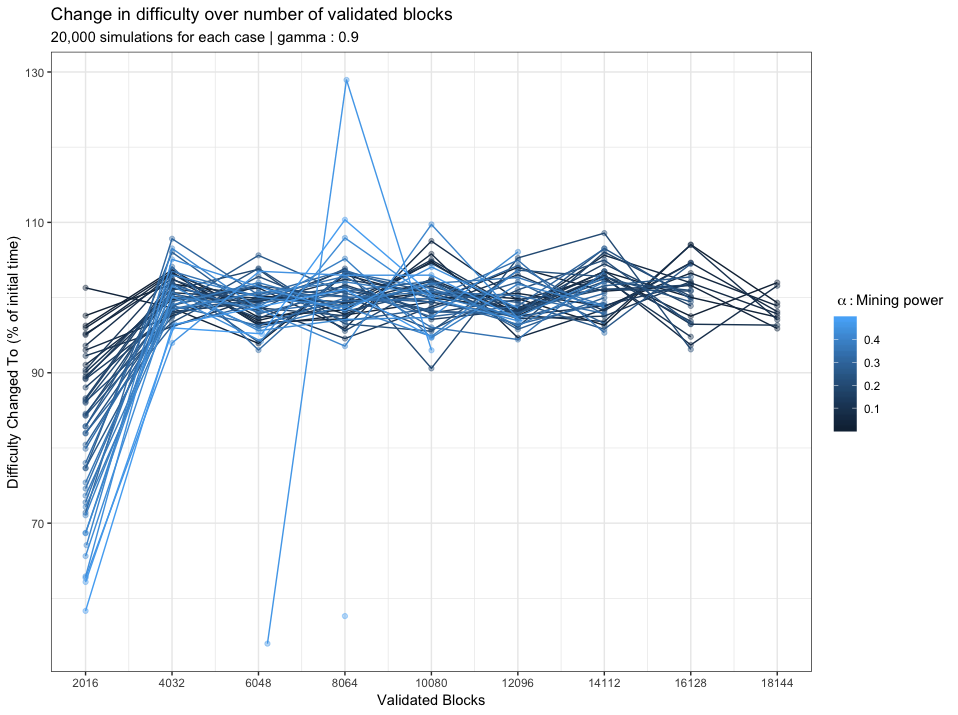 Change in difficulty over number of validated blocks
20,000 simulations for each case | gamma : 0.9
Difficulty Changed To (% of initial time)
130
110
90
70
2016 4032 6048 8064 10080 12096 14112 16128 18144
Validated Blocks
α : Mining power
0.4
0.3
0.2
0.1